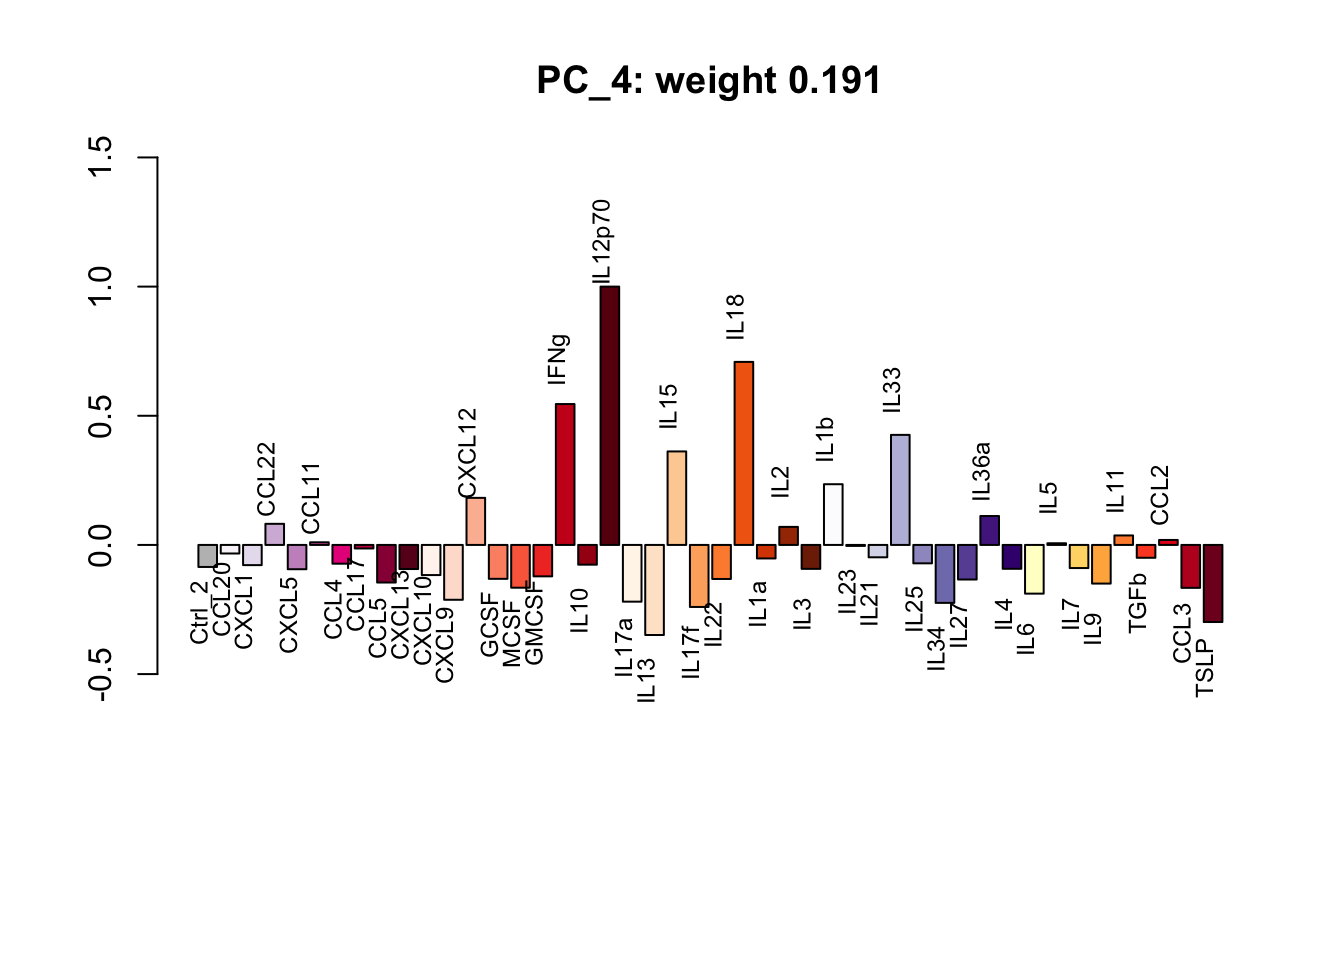 PC_4: weight 0.191
1.5
1.0
0.5
0.0
-0.5
Ctrl_2
CCL20
CXCL1
CCL22
CXCL5
CCL11
CCL4
CCL17
CCL5
CXCL13
CXCL10
CXCL9
CXCL12
GCSF
MCSF
GMCSF
IFNg
IL10
IL12p70
IL17a
IL13
IL15
IL17f
IL22
IL18
IL1a
IL2
IL3
IL1b
IL23
IL21
IL33
IL25
IL34
IL27
IL36a
IL4
IL6
IL5
IL7
IL9
IL11
TGFb
CCL2
CCL3
TSLP